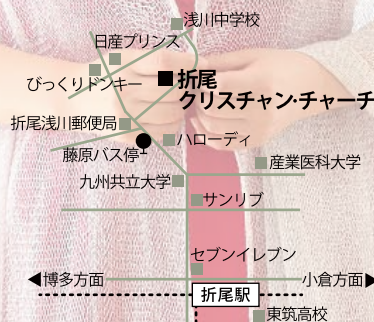 浅川中学校
日産プリンス
びっくりドンキー
折尾
クリスチャン・チャーチ
折尾浅川郵便局
ハローディ
藤原バス停
産業医科大学
九州共立大学
サンリブ
セブンイレブン
◀博多方面
小倉方面▶
折尾駅
東筑高校